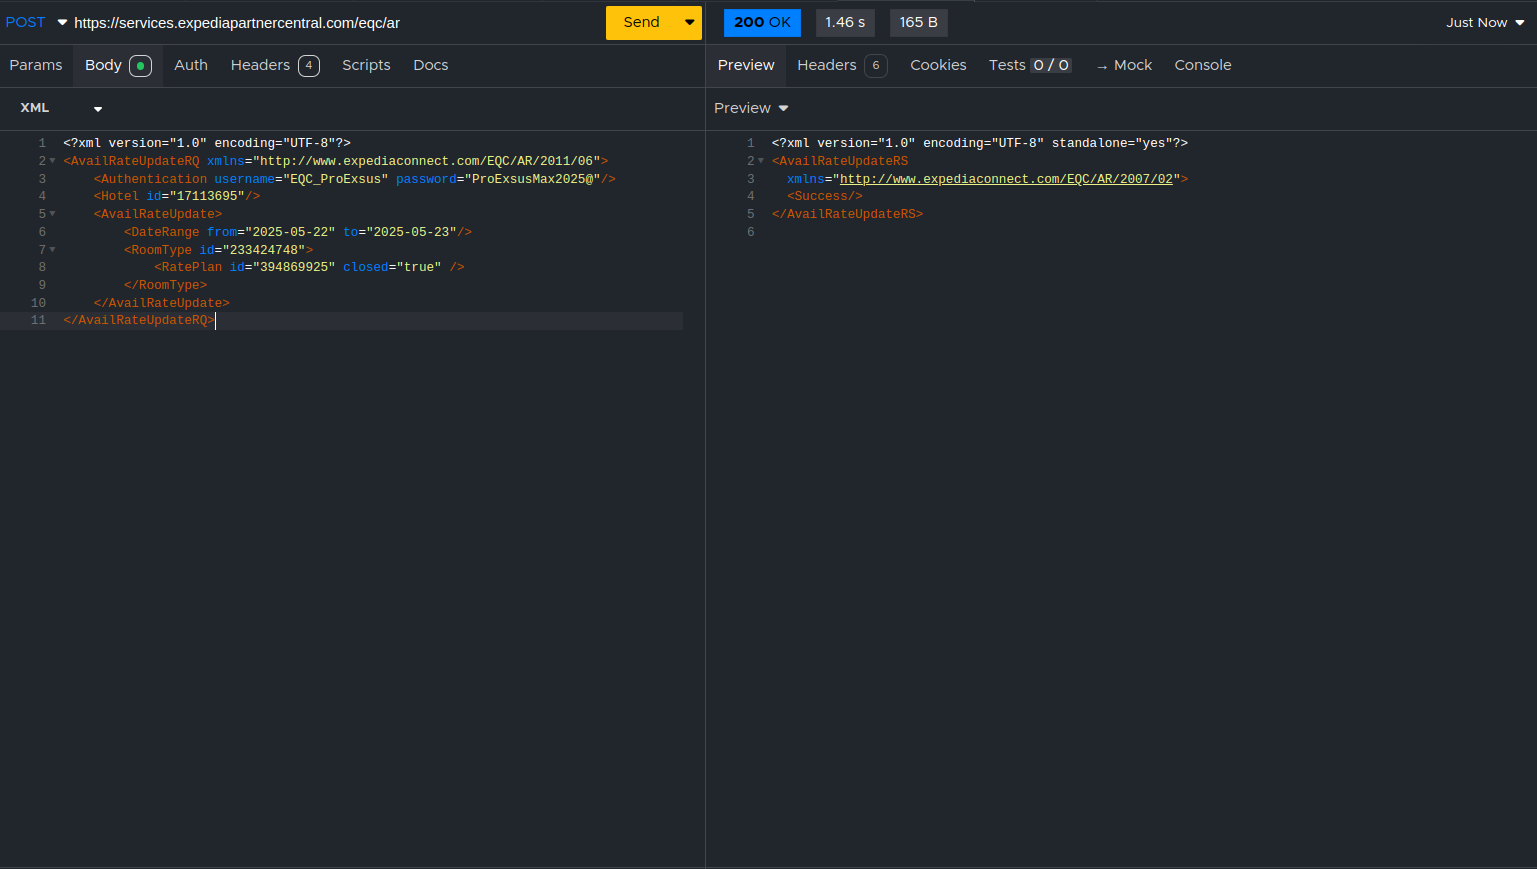 POST https://services.expediapartnercentral.com/eqc/ar Send 200 OK 1.46 s 165 B Just Now
Params Body Auth Headers 4 Scripts Docs Preview Headers 6 Cookies Tests 0 / 0 → Mock Console
XML Preview
1 <?xml version="1.0" encoding="UTF-8"?>
2 <AvailRateUpdateRQ xmlns="http://www.expediaconnect.com/EQC/AR/2011/06">
3 <Authentication username="EQC_ProExsus" password="ProExsusMax2025@"/>
4 <Hotel id="17113695"/>
5 <AvailRateUpdate>
6 <DateRange from="2025-05-22" to="2025-05-23"/>
7 <RoomType id="233424748">
8 <RatePlan id="394869925" closed="true" />
9 </RoomType>
10 </AvailRateUpdate>
11 </AvailRateUpdateRQ>
1 <?xml version="1.0" encoding="UTF-8" standalone="yes"?>
2 <AvailRateUpdateRS
3 xmlns="http://www.expediaconnect.com/EQC/AR/2007/02">
4 <Success/>
5 </AvailRateUpdateRS>
6